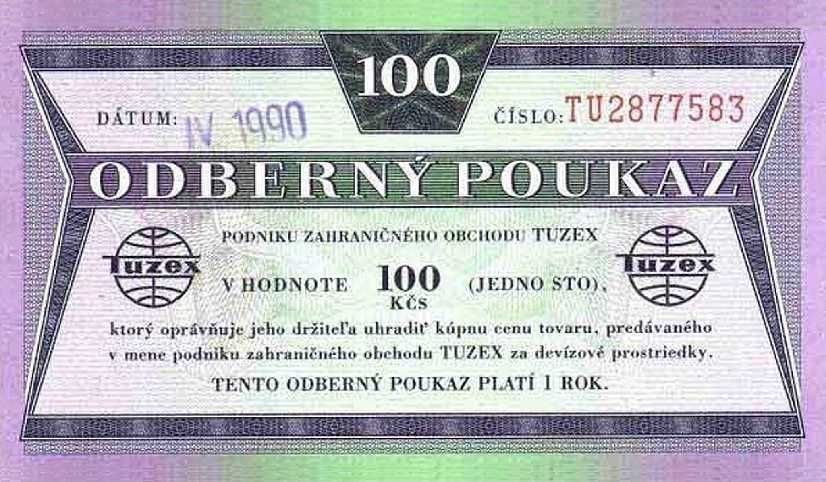 100
DÁTUM: IV 1990 ČÍSLO: TU2877583
ODBERNÝ POUKAZ
PODNIKU ZAHRANIČNÉHO OBCHODU TUZEX
Tuzex V HODNOTE 100 (JEDNO STO), Tuzex
KČS
ktorý oprávňuje jeho držiteľa uhradiť kúpnu cenu tovaru, predávaného
v mene podniku zahraničného obchodu TUZEX za devízové prostriedky.
TENTO ODBERNÝ POUKAZ PLATÍ 1 ROK.